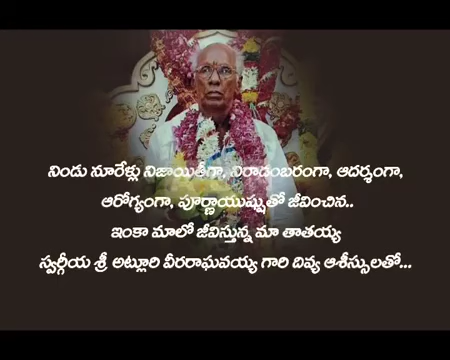 నిండు నూరేళ్లు నిజాయితీగా, నిరాడంబరంగా, ఆదర్శంగా,
ఆరోగ్యంగా, పూర్ణాయుష్షుతో జీవించిన..
ఇంకా మాలో జీవిస్తున్న మా తాతయ్య
స్వర్గీయ శ్రీ అట్లూరి వీరరాఘవయ్య గారి దివ్య ఆశీస్సులతో...